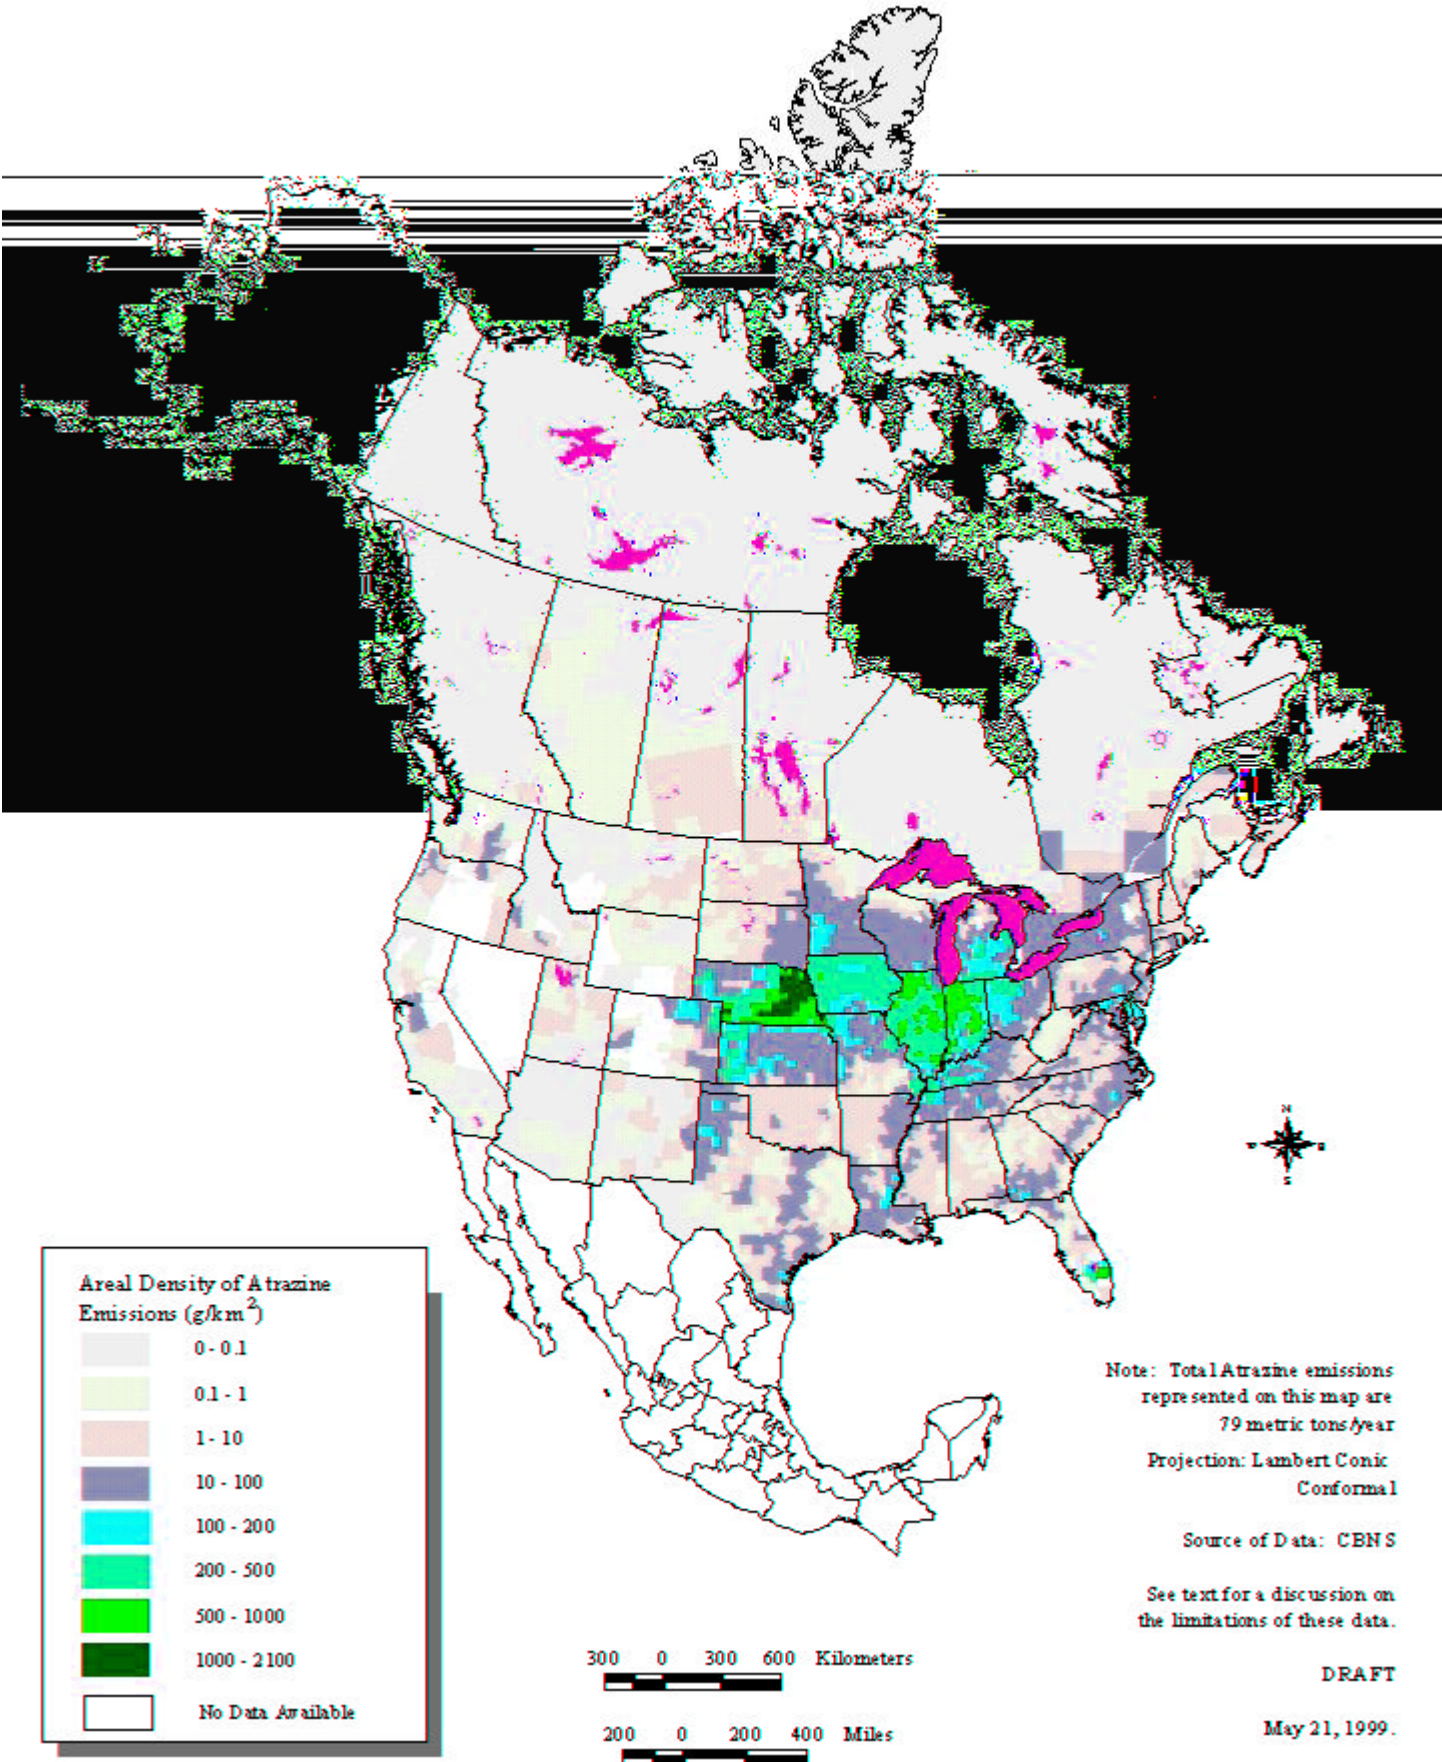 N
S
Areal Density of Atrazine
Emissions (g/km2)
0 - 0.1
0.1 - 1
1 - 10
10 - 100
100 - 200
200 - 500
500 - 1000
1000 - 2100
No Data Available
Note: Total Atrazine emissions
represented on this map are
79 metric tons/year
Projection: Lambert Conic
Conformal
Source of Data: CBNS
See text for a discussion on
the limitations of these data.
DRAFT
May 21, 1999.
300 0 300 600 Kilometers
200 0 200 400 Miles